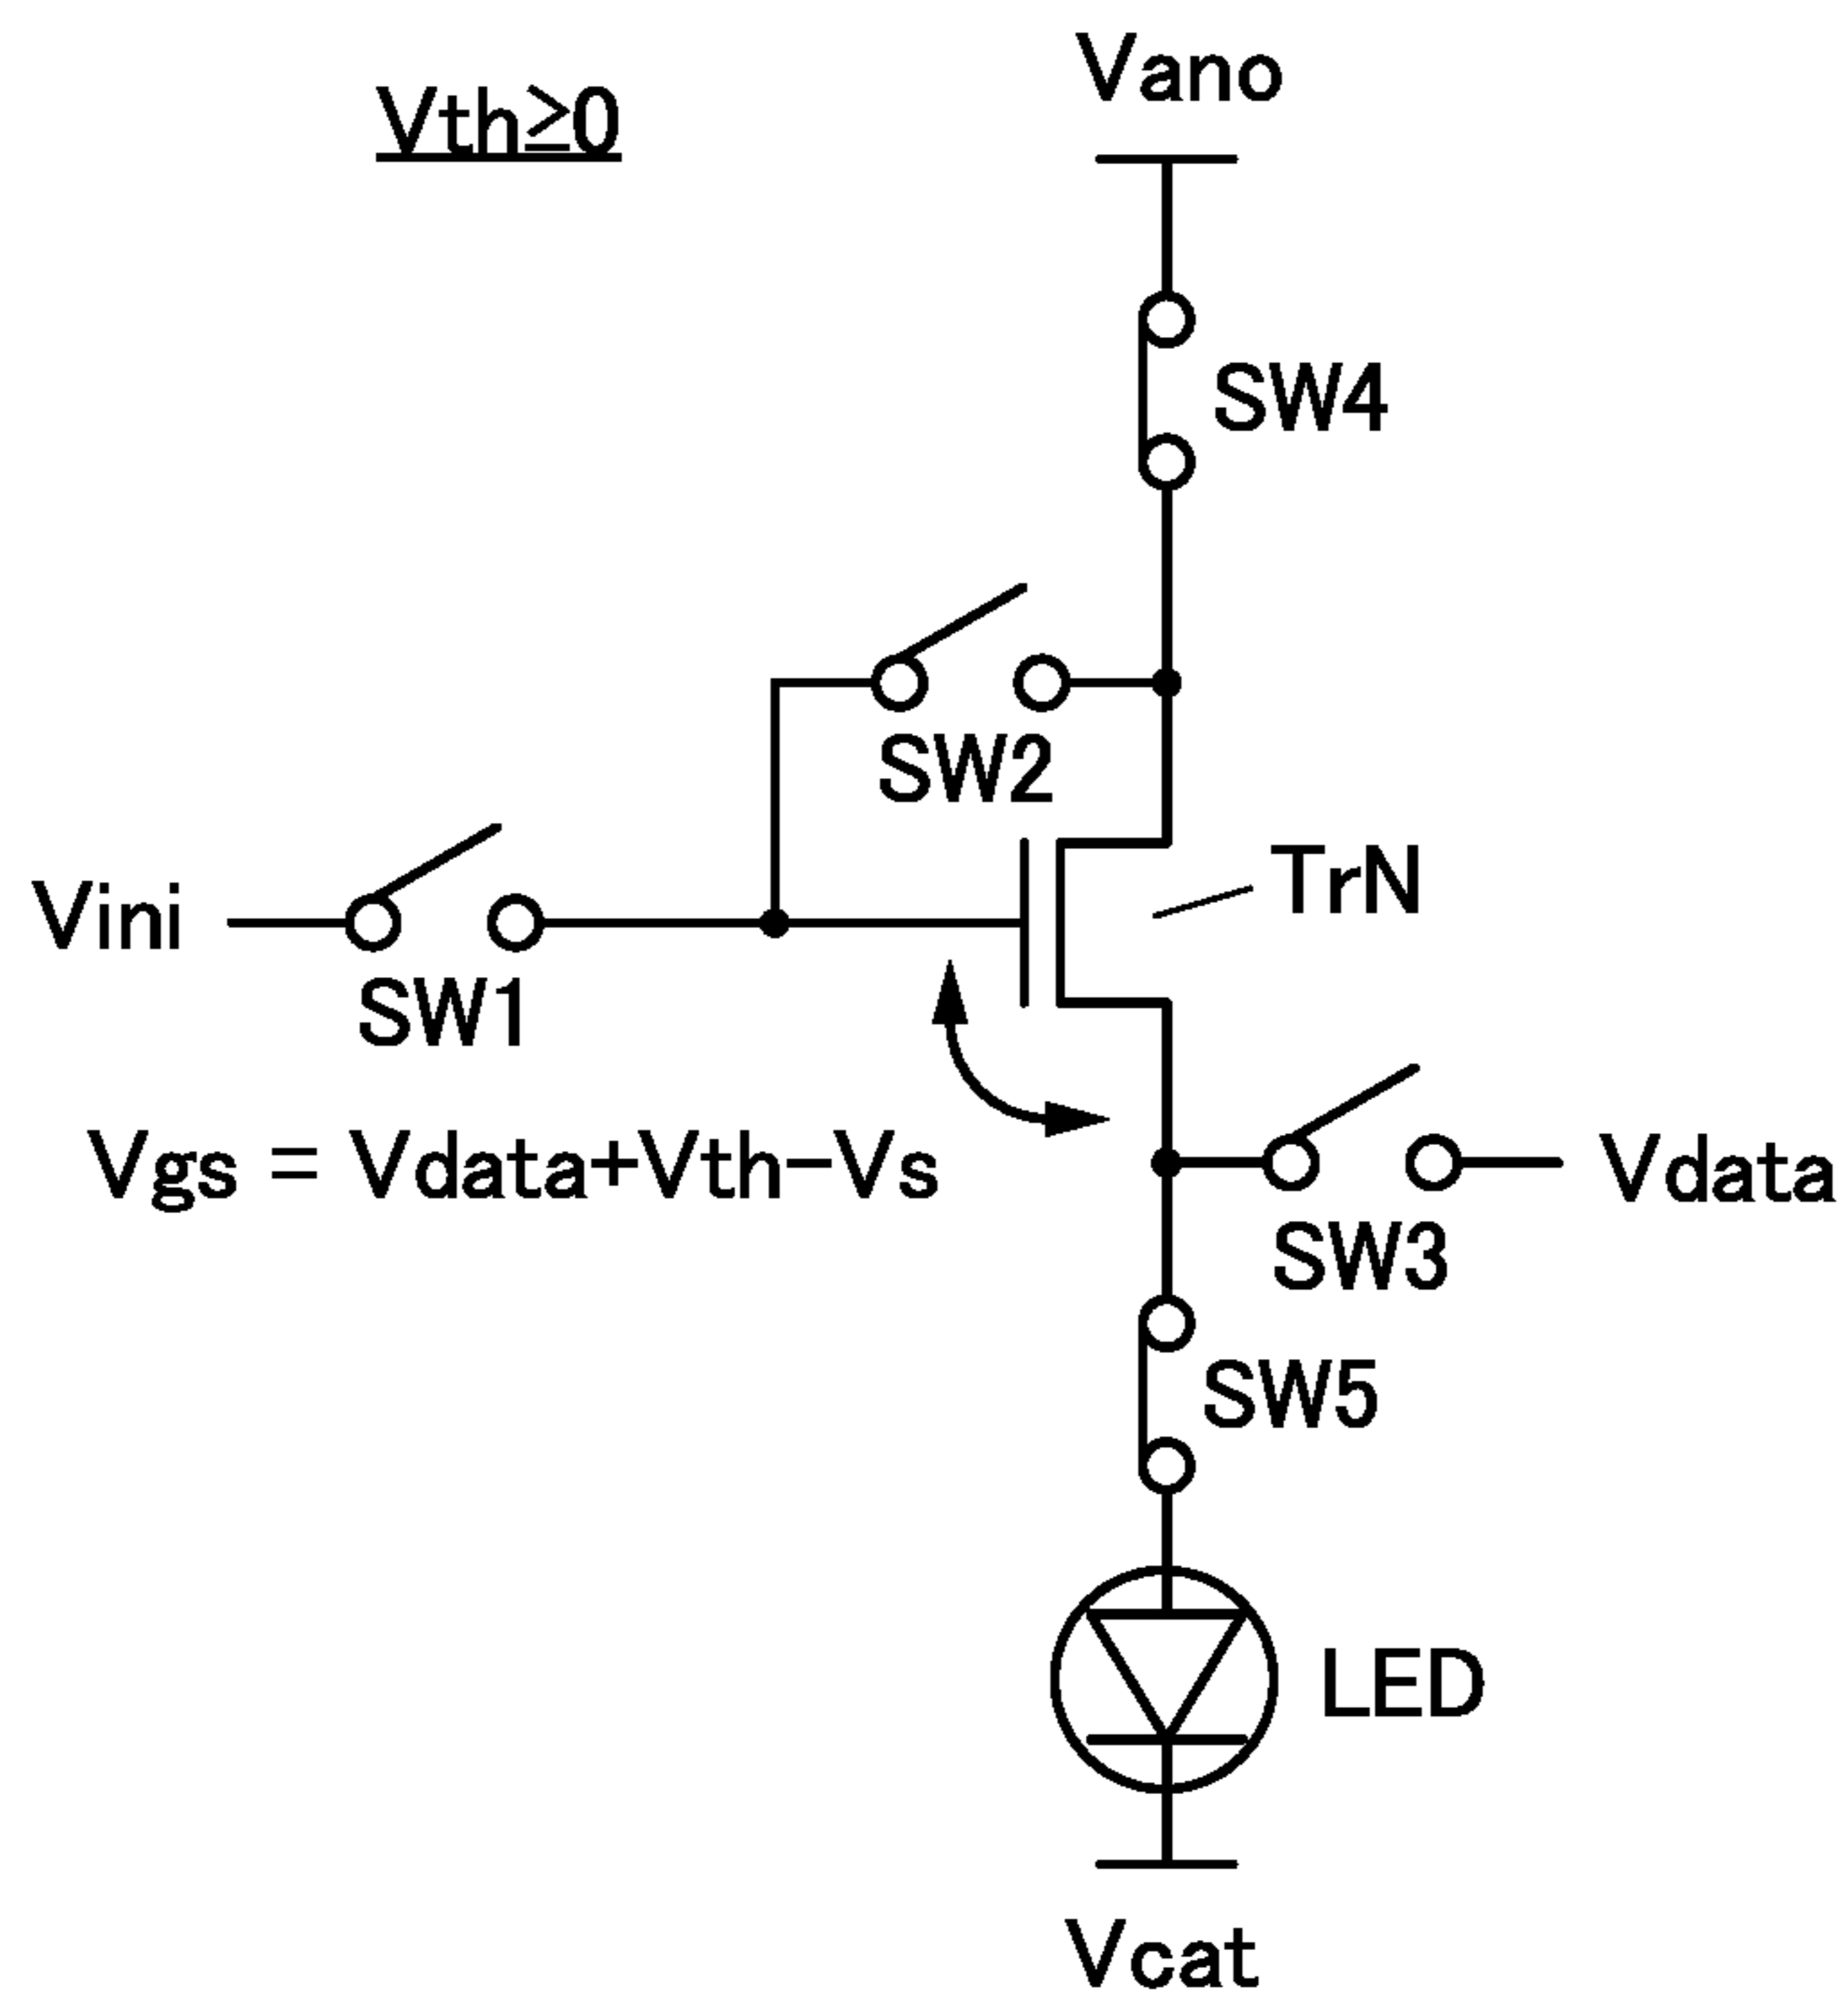 Vano
Vth≥0
SW4
SW2
TrN
Vini
SW1
Vgs = Vdata+Vth-Vs
Vdata
SW3
SW5
LED
Vcat